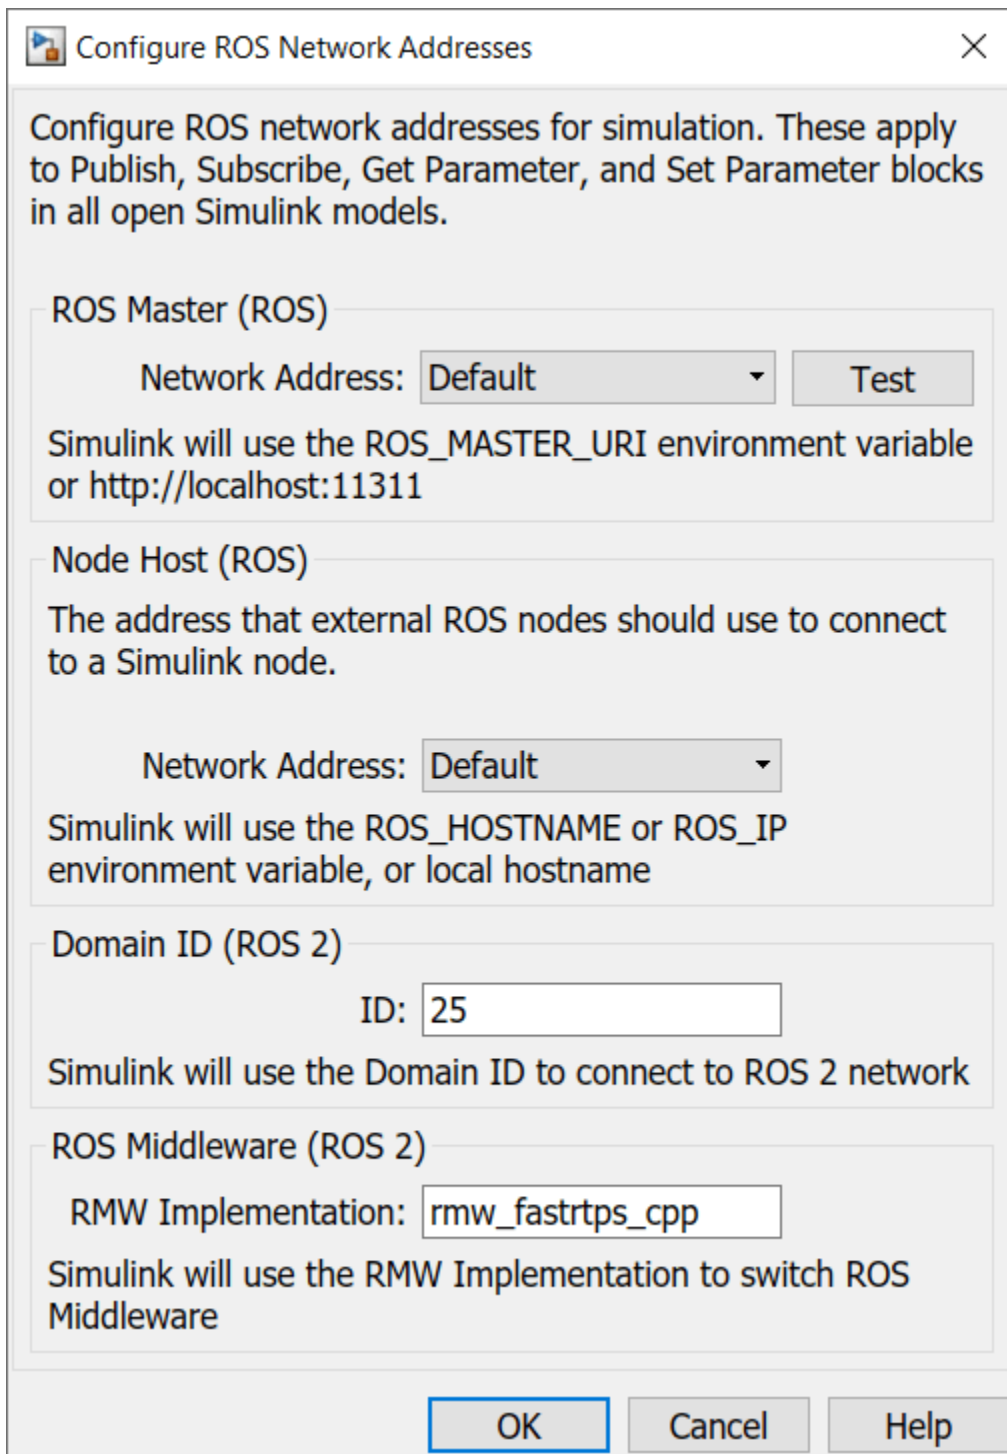 Configure ROS Network Addresses
Configure ROS network addresses for simulation. These apply
to Publish, Subscribe, Get Parameter, and Set Parameter blocks
in all open Simulink models.
ROS Master (ROS)
Network Address: Default Test
Simulink will use the ROS_MASTER_URI environment variable
or http://localhost:11311
Node Host (ROS)
The address that external ROS nodes should use to connect
to a Simulink node.
Network Address: Default
Simulink will use the ROS_HOSTNAME or ROS_IP
environment variable, or local hostname
Domain ID (ROS 2)
ID: 25
Simulink will use the Domain ID to connect to ROS 2 network
ROS Middleware (ROS 2)
RMW Implementation: rmw_fastrtps_cpp
Simulink will use the RMW Implementation to switch ROS
Middleware
OK Cancel Help